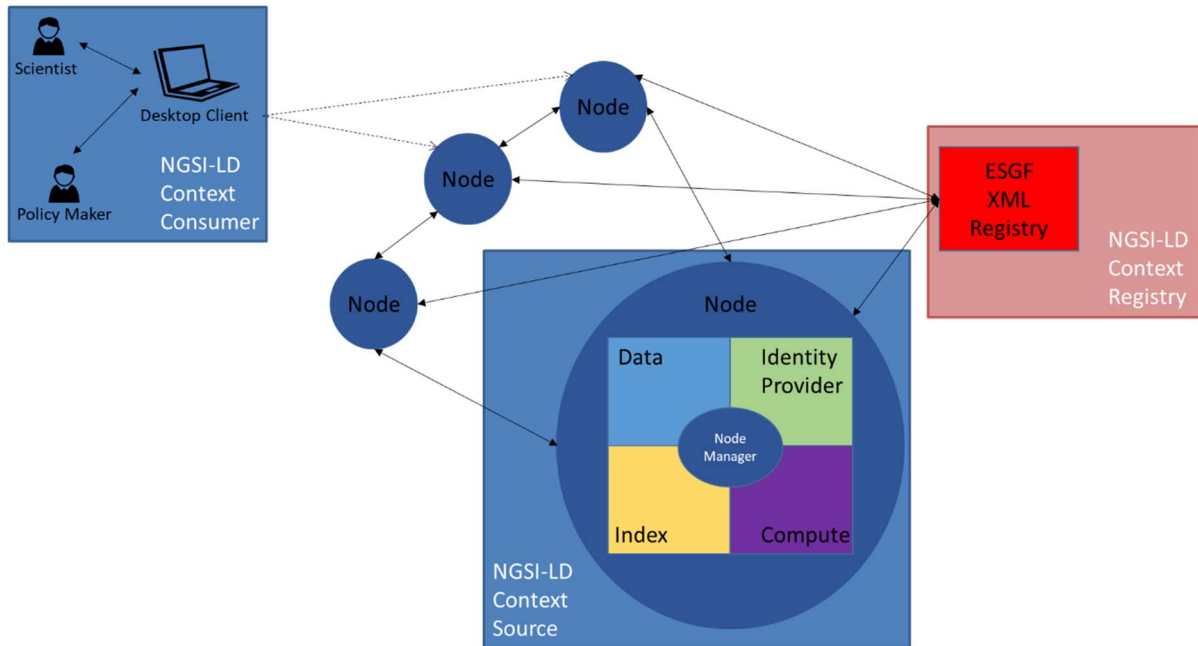 Scientist
Desktop Client
Policy Maker
NGSI-LD
Context
Consumer
Node
Node
Node
ESGF
XML
Registry
NGSI-LD
Context
Registry
Node
Data
Identity
Provider
Node
Manager
Index
Compute
NGSI-LD
Context
Source